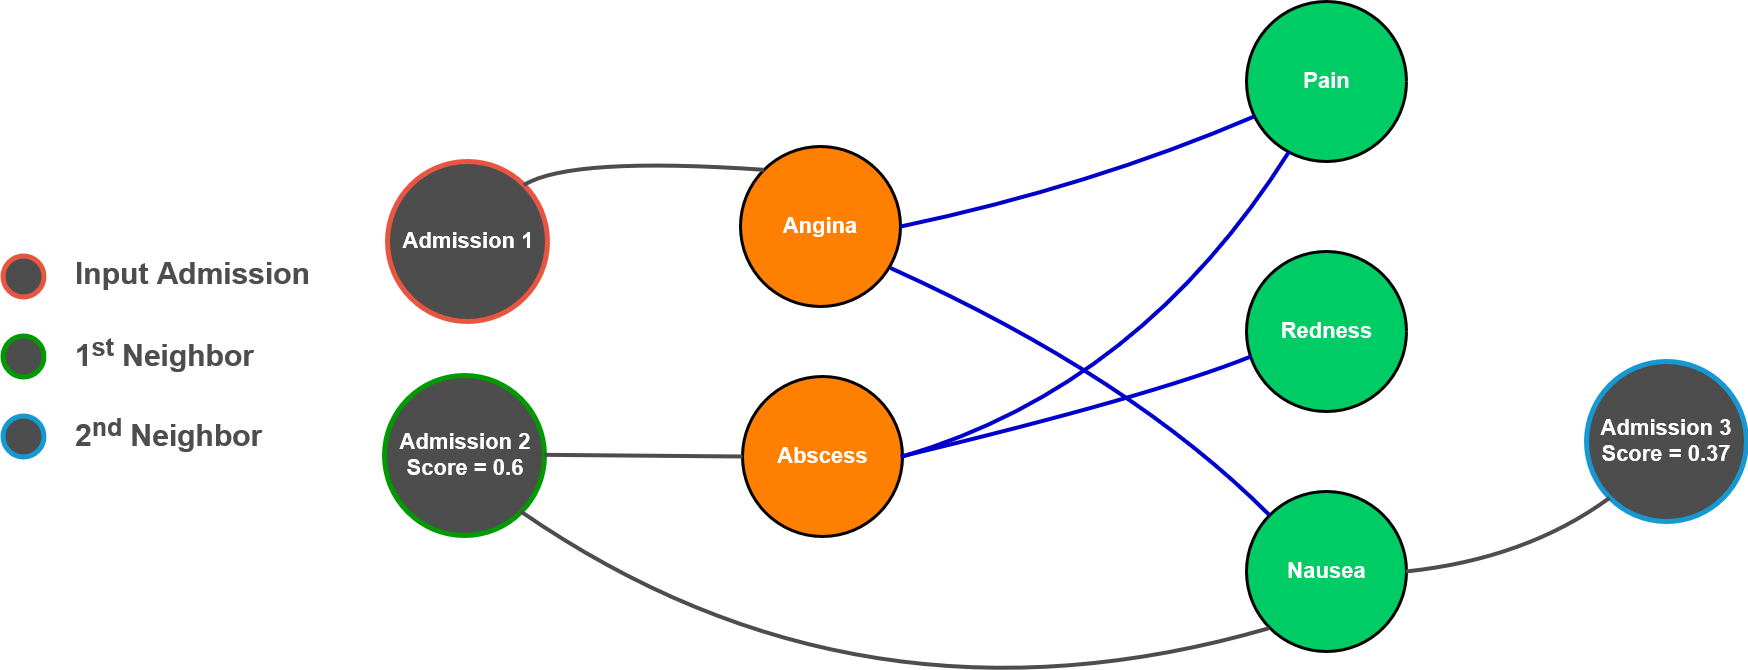 Input Admission
1st Neighbor
2nd Neighbor
Admission 1
Admission 2
Score = 0.6
Angina
Abscess
Pain
Redness
Nausea
Admission 3
Score = 0.37